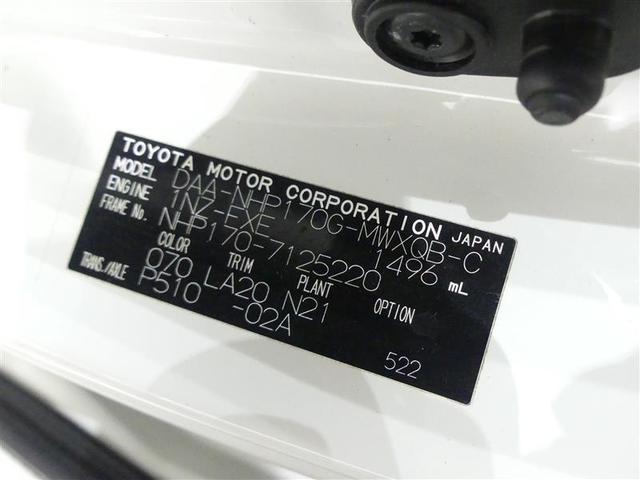 TOYOTA MOTOR CORPORATION JAPAN
MODEL DAA-NHP170G-MWXQB-C
ENGINE 1NZ-FXE 1496 mL
FRAME No. NHP170-7125220
COLOR TRIM PLANT OPTION
070 LA20 N21
TRANS./AXLE P510 -02A
522